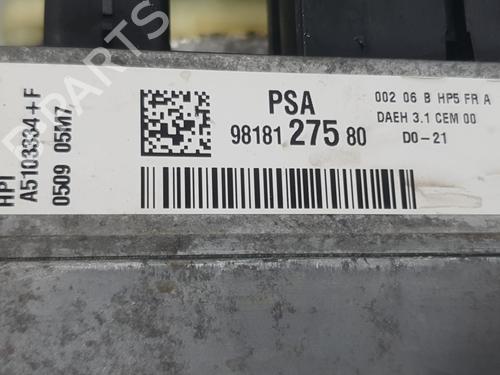 HPI
A5103334+F
0509 05M7
PSA
98181 275 80
002 06 B HP5 FR A
DAEH 3.1 CEM 00
D0-21
B-PARTS